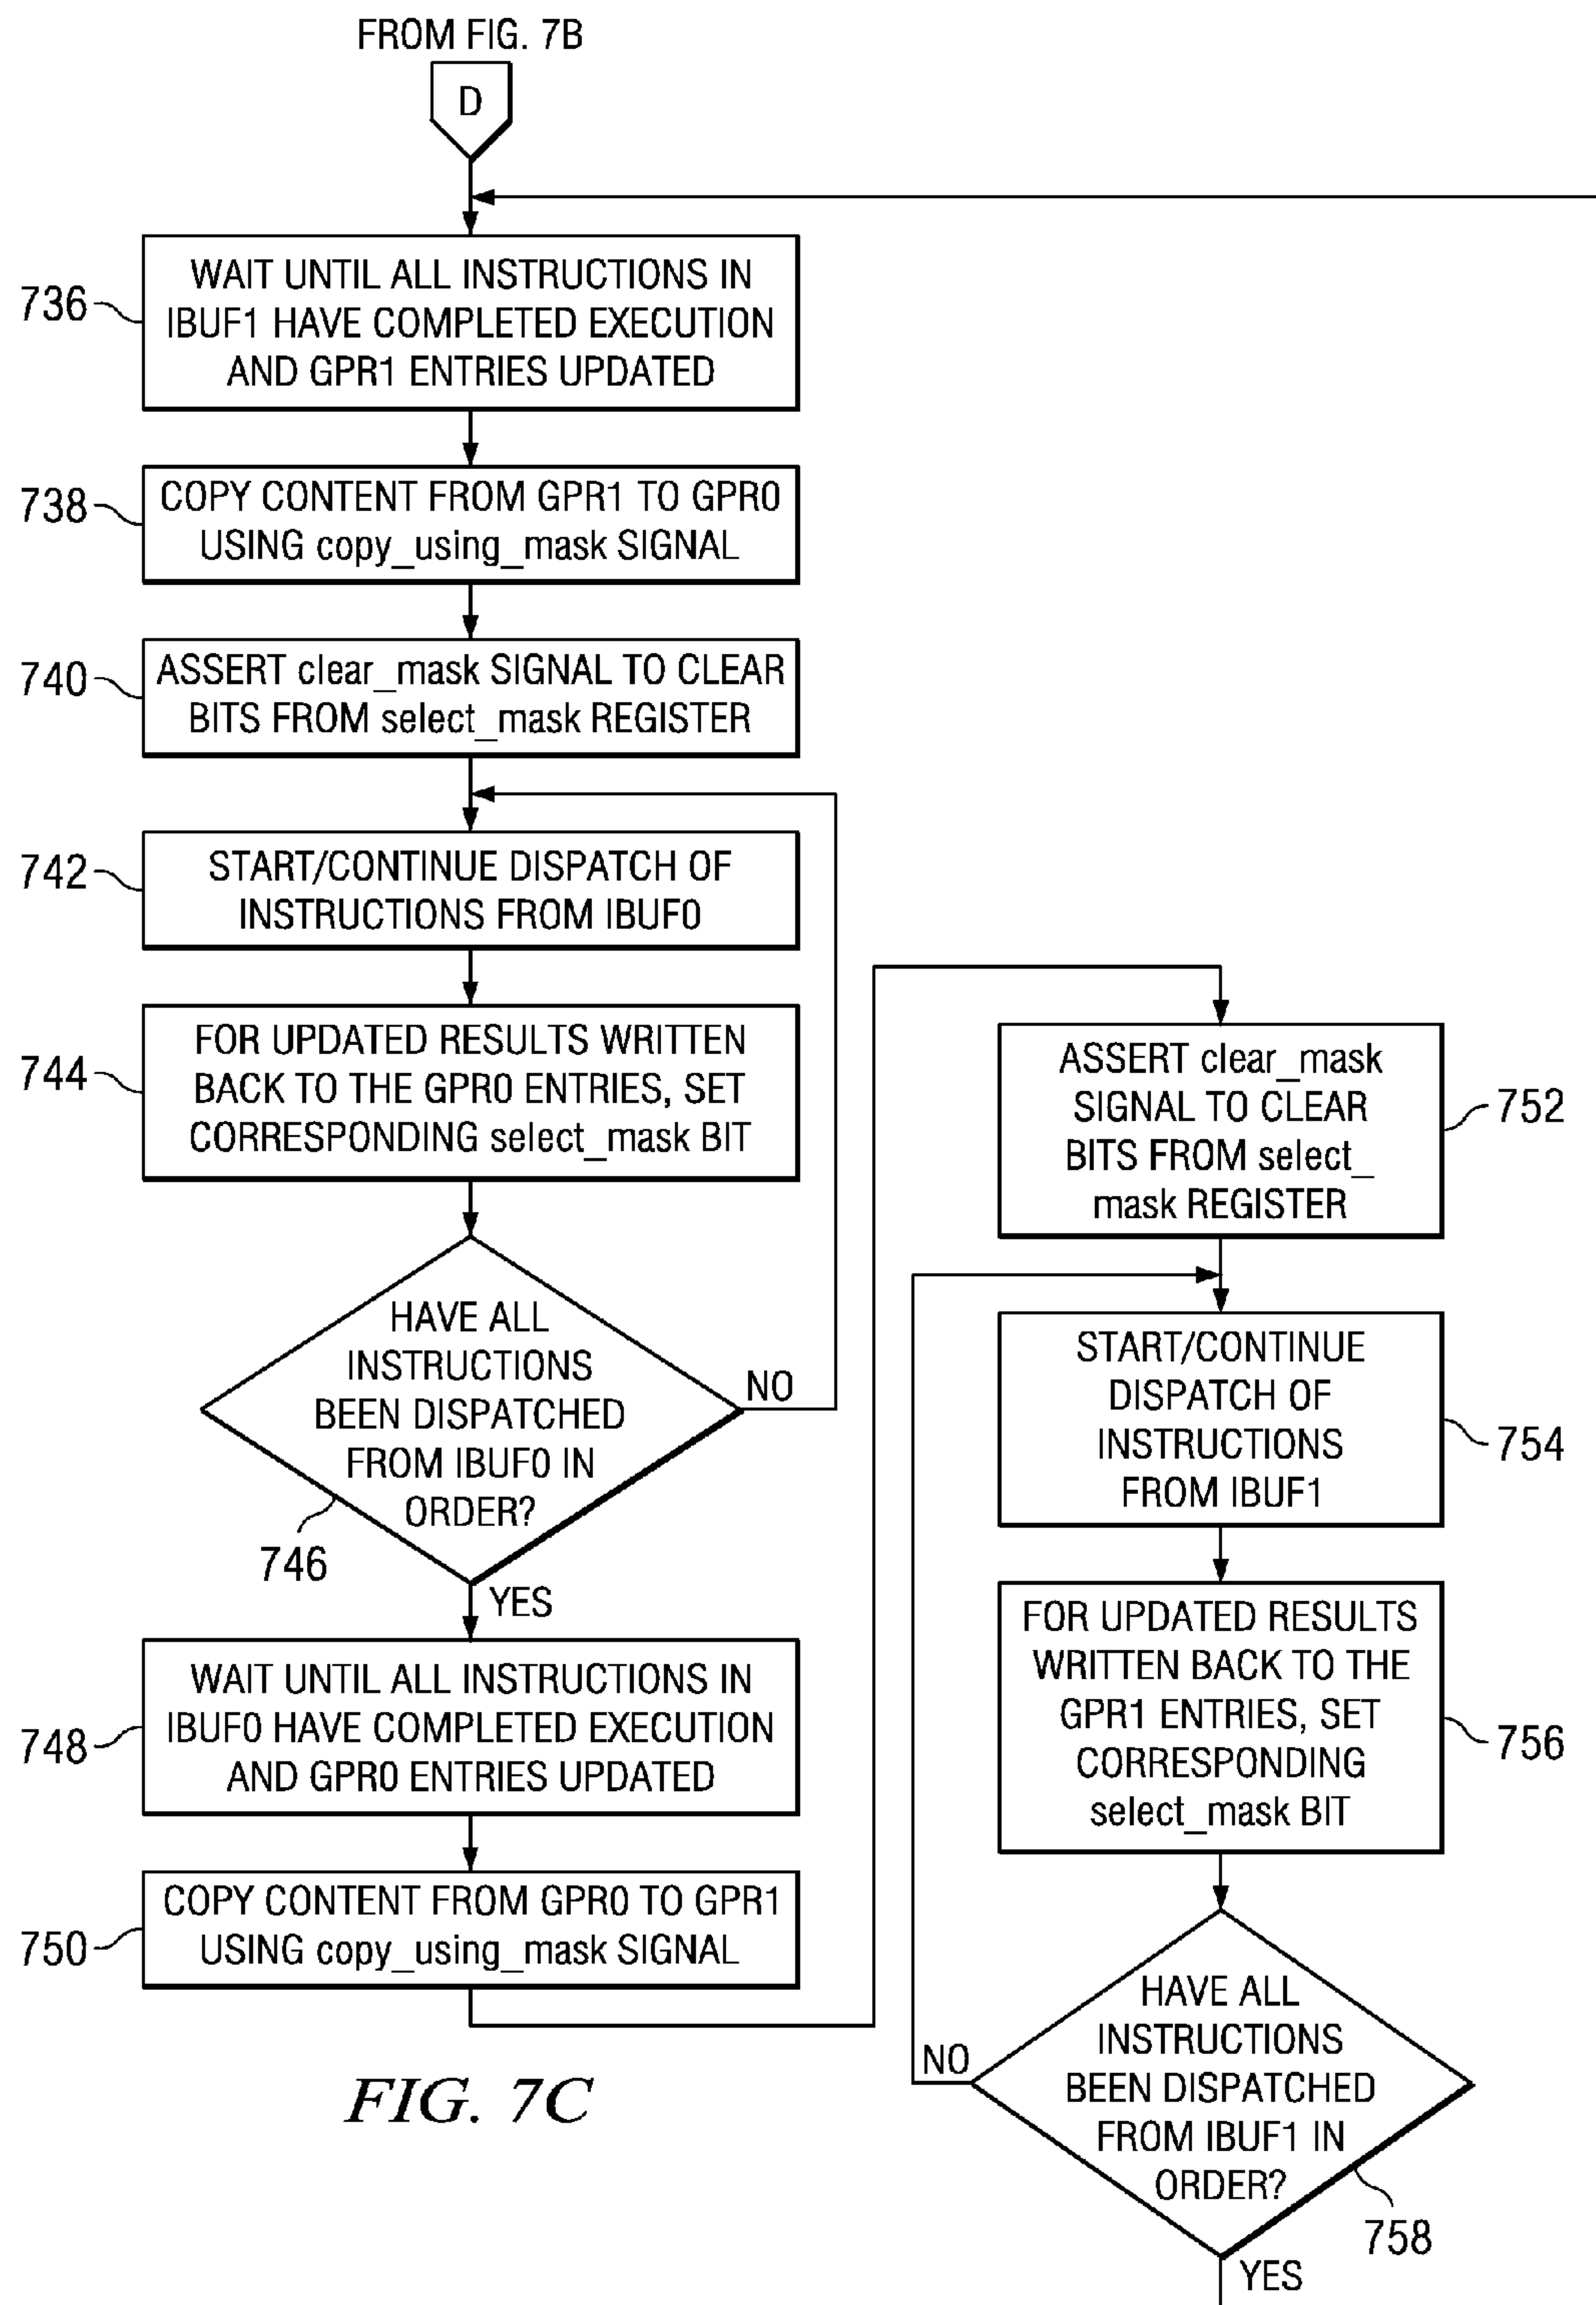 FROM FIG. 7B
D
736
WAIT UNTIL ALL INSTRUCTIONS IN
IBUF1 HAVE COMPLETED EXECUTION
AND GPR1 ENTRIES UPDATED
738
COPY CONTENT FROM GPR1 TO GPR0
USING copy_using_mask SIGNAL
740
ASSERT clear_mask SIGNAL TO CLEAR
BITS FROM select_mask REGISTER
742
START/CONTINUE DISPATCH OF
INSTRUCTIONS FROM IBUF0
744
FOR UPDATED RESULTS WRITTEN
BACK TO THE GPR0 ENTRIES, SET
CORRESPONDING select_mask BIT
HAVE ALL
INSTRUCTIONS
BEEN DISPATCHED
FROM IBUF0 IN
ORDER?
NO
746
YES
748
WAIT UNTIL ALL INSTRUCTIONS IN
IBUF0 HAVE COMPLETED EXECUTION
AND GPR0 ENTRIES UPDATED
750
COPY CONTENT FROM GPR0 TO GPR1
USING copy_using_mask SIGNAL
ASSERT clear_mask
SIGNAL TO CLEAR
BITS FROM select_
mask REGISTER
752
START/CONTINUE
DISPATCH OF
INSTRUCTIONS
FROM IBUF1
754
FOR UPDATED RESULTS
WRITTEN BACK TO THE
GPR1 ENTRIES, SET
CORRESPONDING
select_mask BIT
756
HAVE ALL
INSTRUCTIONS
BEEN DISPATCHED
FROM IBUF1 IN
ORDER?
NO
758
YES
FIG. 7C